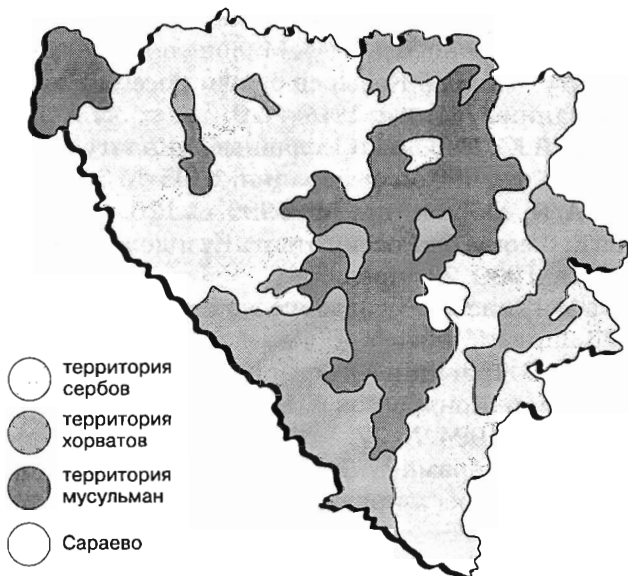 территория
сербов
территория
хорватов
территория
мусульман
Сараево